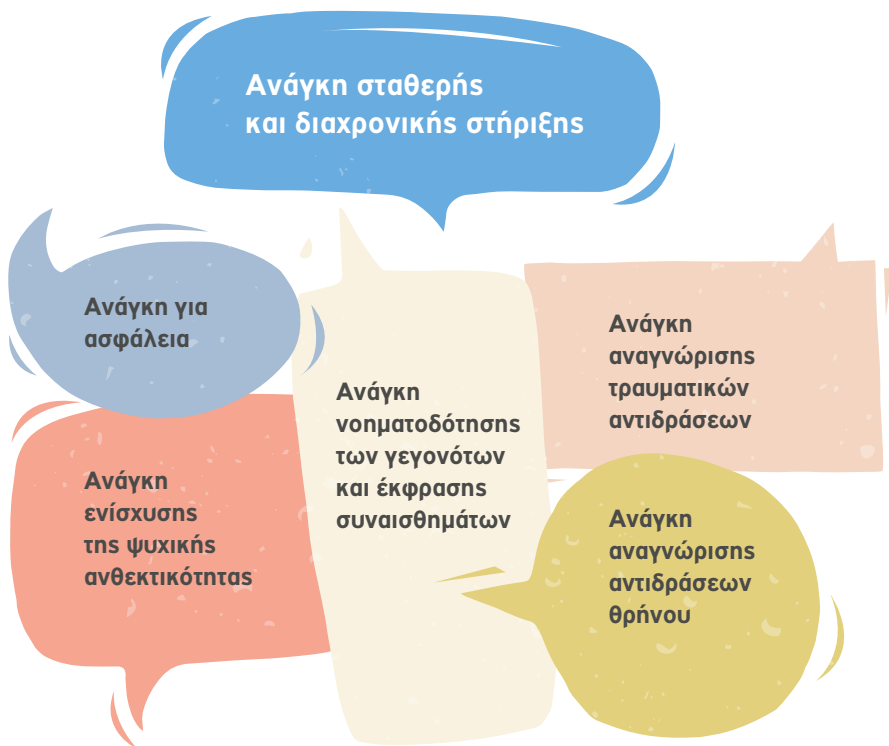 Ανάγκη σταθερής
και διαχρονικής στήριξης
Ανάγκη για
ασφάλεια
Ανάγκη
ενίσχυσης
της ψυχικής
ανθεκτικότητας
Ανάγκη
νοηματοδότησης
των γεγονότων
και έκφρασης
συναισθημάτων
Ανάγκη
αναγνώρισης
τραυματικών
αντιδράσεων
Ανάγκη
αναγνώρισης
αντιδράσεων
θρήνου